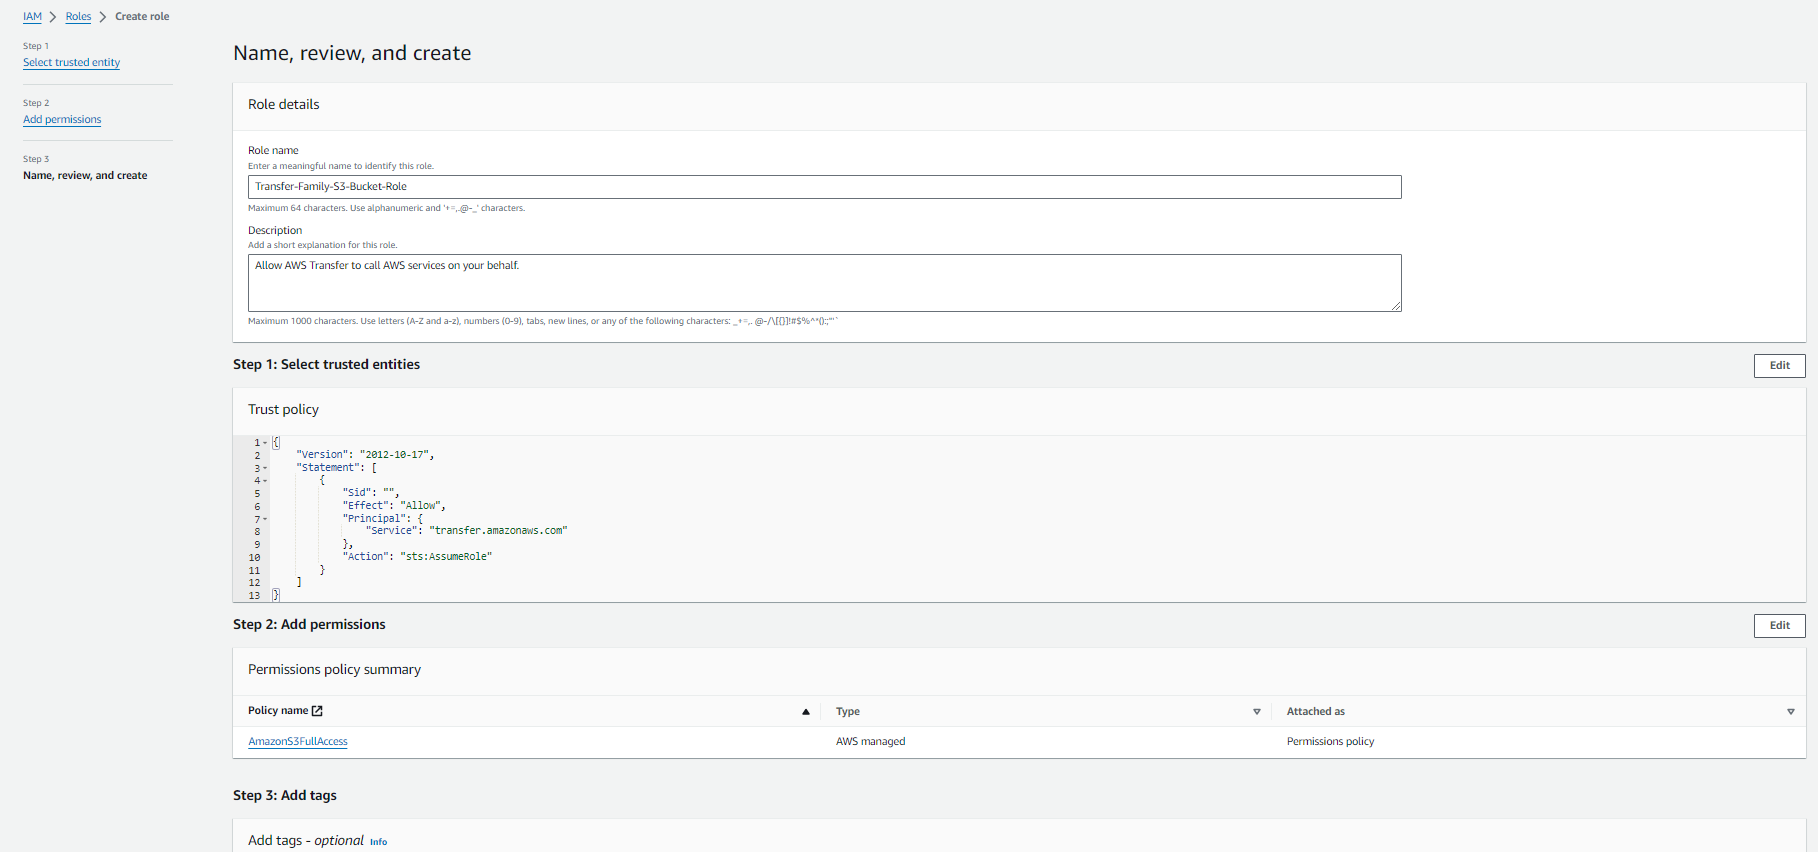 IAM > Roles > Create role
Step 1
Select trusted entity
Step 2
Add permissions
Step 3
Name, review, and create
Name, review, and create
Role details
Role name
Enter a meaningful name to identify this role.
Transfer-Family-S3-Bucket-Role
Maximum 64 characters. Use alphanumeric and '+=,.@-_' characters.
Description
Add a short explanation for this role.
Allow AWS Transfer to call AWS services on your behalf.
Maximum 1000 characters. Use letters (A-Z and a-z), numbers (0-9), tabs, new lines, or any of the following characters: _+=,. @-/\[{}]!#$%^*();:"'`
Step 1: Select trusted entities
Edit
Trust policy
1 {
2 "Version": "2012-10-17",
3 "Statement": [
4 {
5 "Sid": "",
6 "Effect": "Allow",
7 "Principal": {
8 "Service": "transfer.amazonaws.com"
9 },
10 "Action": "sts:AssumeRole"
11 }
12 ]
13 }
Step 2: Add permissions
Edit
Permissions policy summary
Policy name Type Attached as
AmazonS3FullAccess AWS managed Permissions policy
Step 3: Add tags
Add tags - optional Info